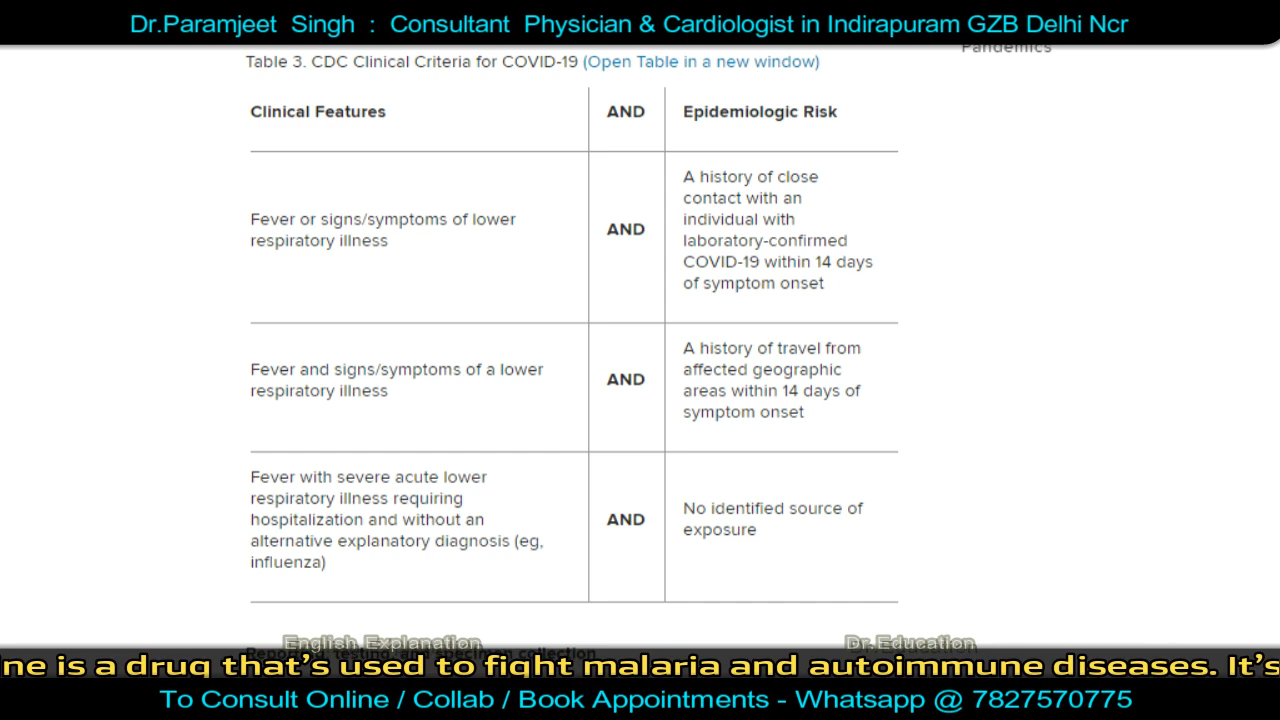 Dr.Paramjeet Singh : Consultant Physician & Cardiologist in Indirapuram GZB Delhi Ncr
Pandemics
Table 3. CDC Clinical Criteria for COVID-19 (Open Table in a new window)
Clinical Features AND Epidemiologic Risk
Fever or signs/symptoms of lower
respiratory illness
AND
A history of close
contact with an
individual with
laboratory-confirmed
COVID-19 within 14 days
of symptom onset
Fever and signs/symptoms of a lower
respiratory illness
AND
A history of travel from
affected geographic
areas within 14 days of
symptom onset
Fever with severe acute lower
respiratory illness requiring
hospitalization and without an
alternative explanatory diagnosis (eg,
influenza)
AND
No identified source of
exposure
English Explanation
Dr.Education
Reporting, testing, and specimen collection
ne is a drug that's used to fight malaria and autoimmune diseases. It's
To Consult Online / Collab / Book Appointments - Whatsapp @ 7827570775